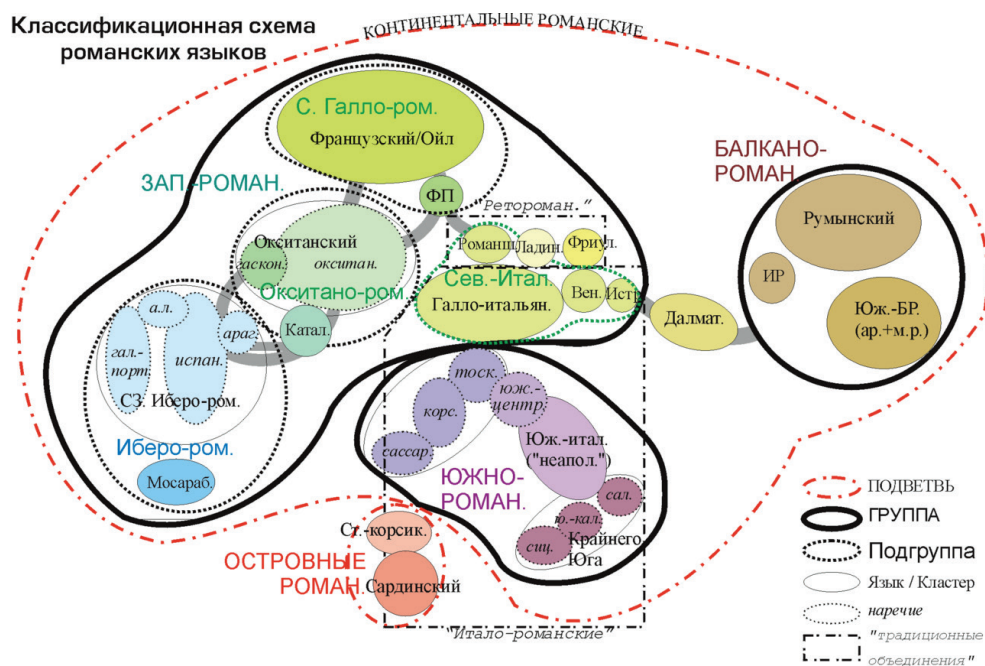 Классификационная схема
романских языков
КОНТИНЕНТАЛЬНЫЕ РОМАНСКИЕ
С. Галло-ром.
Французский/Ойл
ЗАП.-РОМАН.
ФП
"Ретороман."
Романш.
Ладин.
Фриул.
Окситанский
гаскон.
окситан.
Окситано-ром.
Сев.-Итал.
Галло-итальян.
Вен.
Истр.
Далмат.
БАЛКАНО-
РОМАН.
Румынский
ИР
Юж.-БР.
(ар.+м.р.)
Катал.
а.л.
араг.
гал.-
порт.
испан.
СЗ. Иберо-ром.
Иберо-ром.
Мосараб.
тоск.
корс.
сассар.
юж.-
центр.
Юж.-итал.
("неапол.")
ЮЖНО-
РОМАН.
сал.
ю.-кал.
сиц.
Крайнего
Юга
Ст.-корсик.
ОСТРОВНЫЕ
РОМАН.
Сардинский
"Итало-романские"
ПОДВЕТВЬ
ГРУППА
Подгруппа
Язык / Кластер
наречие
"традиционные
объединения"